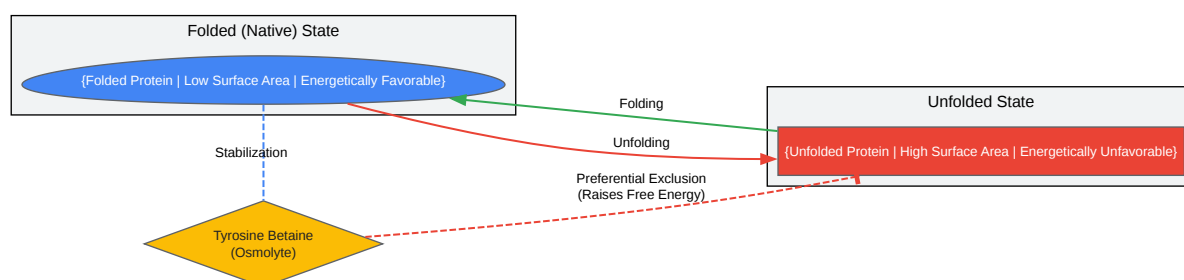 Folded (Native) State
{Folded Protein | Low Surface Area | Energetically Favorable}
Folding
Unfolded State
Unfolding
{Unfolded Protein | High Surface Area | Energetically Unfavorable}
Stabilization
Preferential Exclusion
(Raises Free Energy)
Tyrosine Betaine
(Osmolyte)